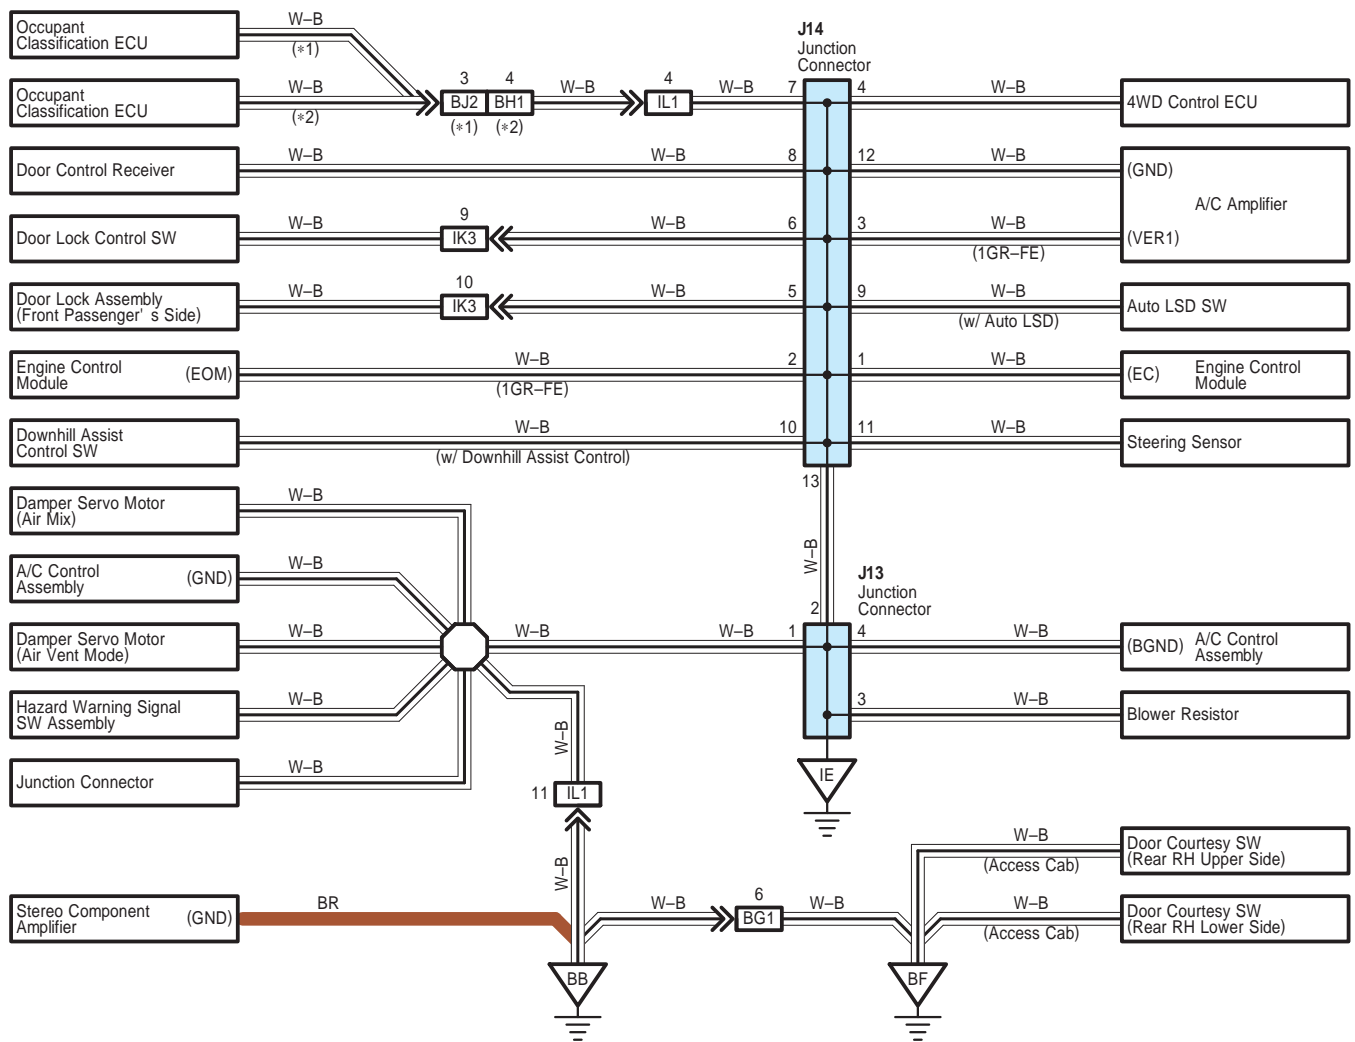 Occupant
Classification ECU
W–B
(*1)
J14
Junction
Connector
Occupant
Classification ECU
W–B
(*2)
3
4
BJ2
BH1
(*1)
(*2)
W–B
4
IL1
W–B
7
4
W–B
4WD Control ECU
Door Control Receiver
W–B
W–B
8
12
W–B
(GND)
A/C Amplifier
Door Lock Control SW
W–B
9
IK3
W–B
6
3
W–B
(1GR–FE)
(VER1)
Door Lock Assembly
(Front Passenger' s Side)
W–B
10
IK3
W–B
5
9
W–B
(w/ Auto LSD)
Auto LSD SW
Engine Control
Module
(EOM)
W–B
(1GR–FE)
2
1
W–B
(EC)
Engine Control
Module
Downhill Assist
Control SW
W–B
(w/ Downhill Assist Control)
10
11
W–B
Steering Sensor
13
W–B
Damper Servo Motor
(Air Mix)
W–B
A/C Control
Assembly
(GND)
W–B
J13
Junction
Connector
2
Damper Servo Motor
(Air Vent Mode)
W–B
W–B
W–B
1
4
W–B
(BGND)
A/C Control
Assembly
Hazard Warning Signal
SW Assembly
W–B
3
W–B
Blower Resistor
W–B
Junction Connector
W–B
11
IL1
IE
W–B
W–B
(Access Cab)
Door Courtesy SW
(Rear RH Upper Side)
Stereo Component
Amplifier
(GND)
BR
W–B
6
BG1
W–B
W–B
(Access Cab)
Door Courtesy SW
(Rear RH Lower Side)
BB
BF